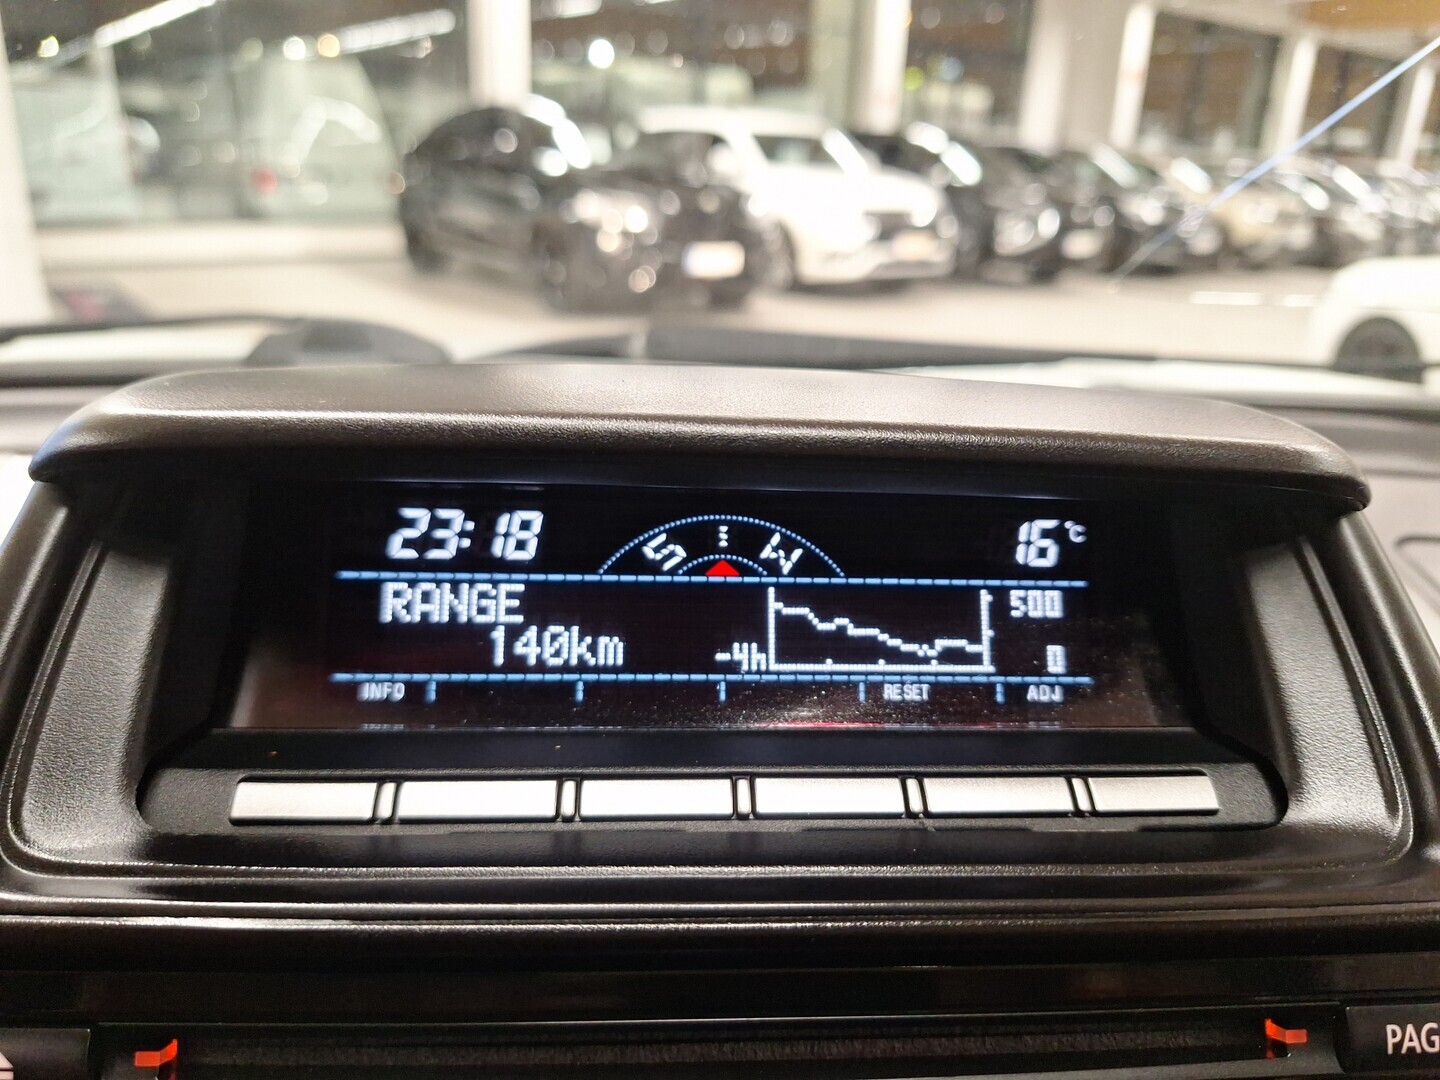 23:18
S W
16°C
RANGE
140km
-4h
500
0
INFO
RESET
ADJ
PAG